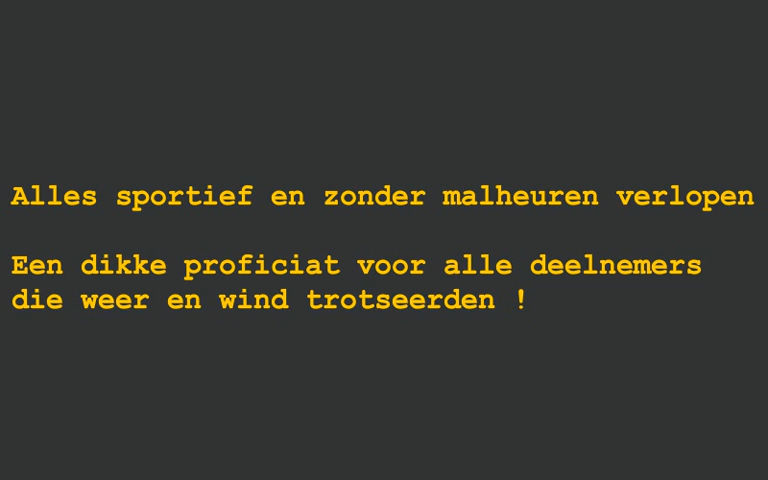 Alles sportief en zonder malheuren verlopen
Een dikke proficiat voor alle deelnemers
die weer en wind trotseerden !